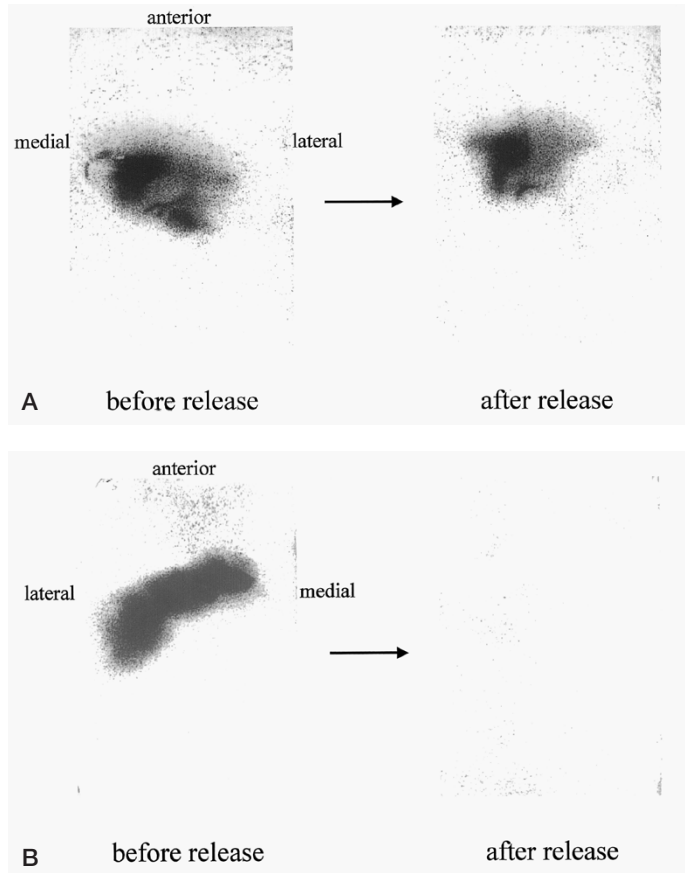 anterior
medial
lateral
A
before release
after release
anterior
lateral
medial
B
before release
after release